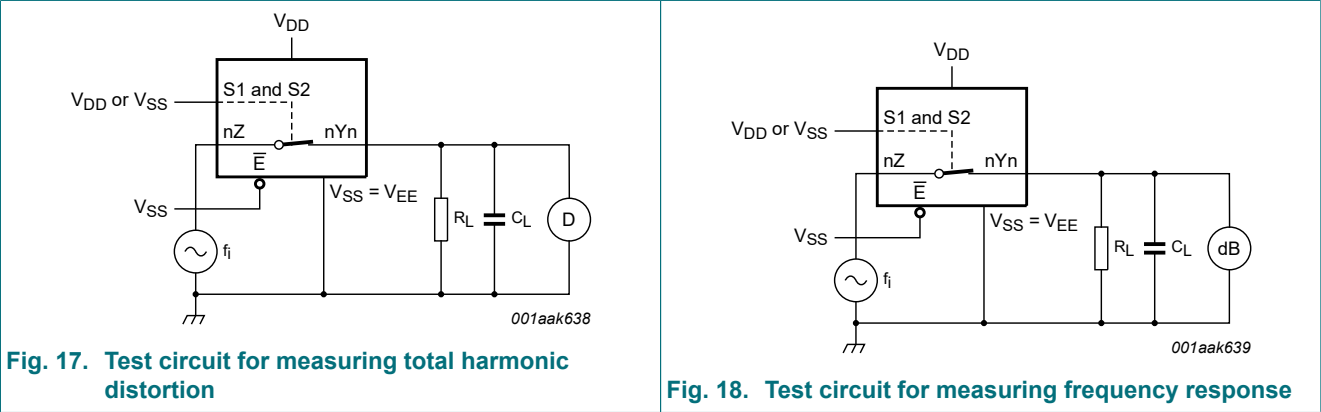 VDD
S1 and S2
VDD or VSS
nZ
nYn
E
VSS = VEE
VSS
RL
CL
D
fi
001aak638
Fig. 17. Test circuit for measuring total harmonic
distortion
VDD
S1 and S2
VDD or VSS
nZ
nYn
E
VSS = VEE
VSS
RL
CL
dB
fi
001aak639
Fig. 18. Test circuit for measuring frequency response